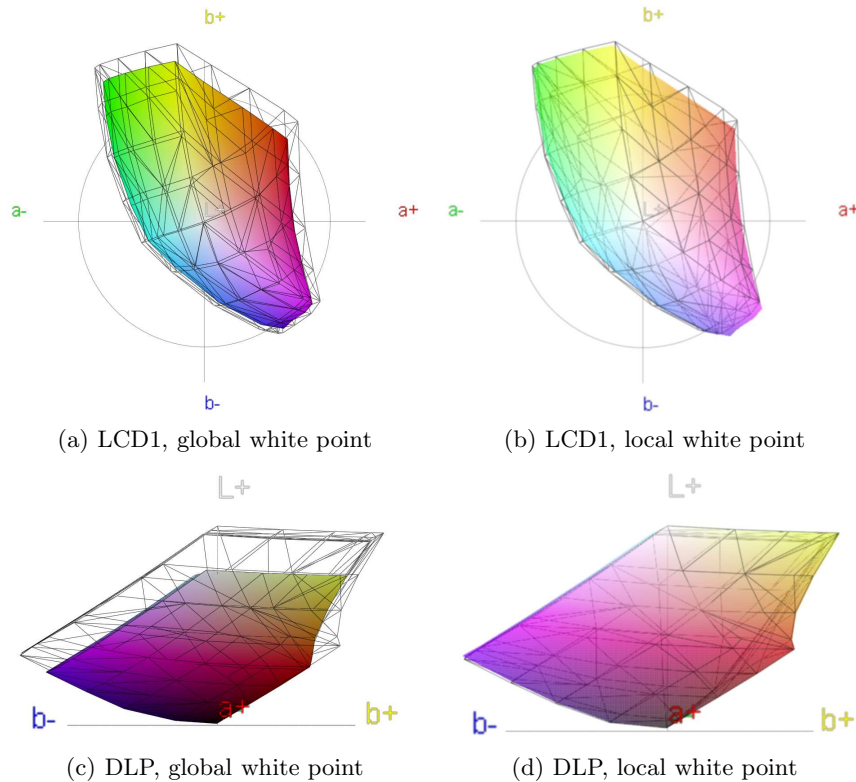 b+
b+
a-
L+
a+
a-
L+
a+
b-
b-
(a) LCD1, global white point
(b) LCD1, local white point
L+
L+
b-
a+
b+
b-
a+
b+
(c) DLP, global white point
(d) DLP, local white point